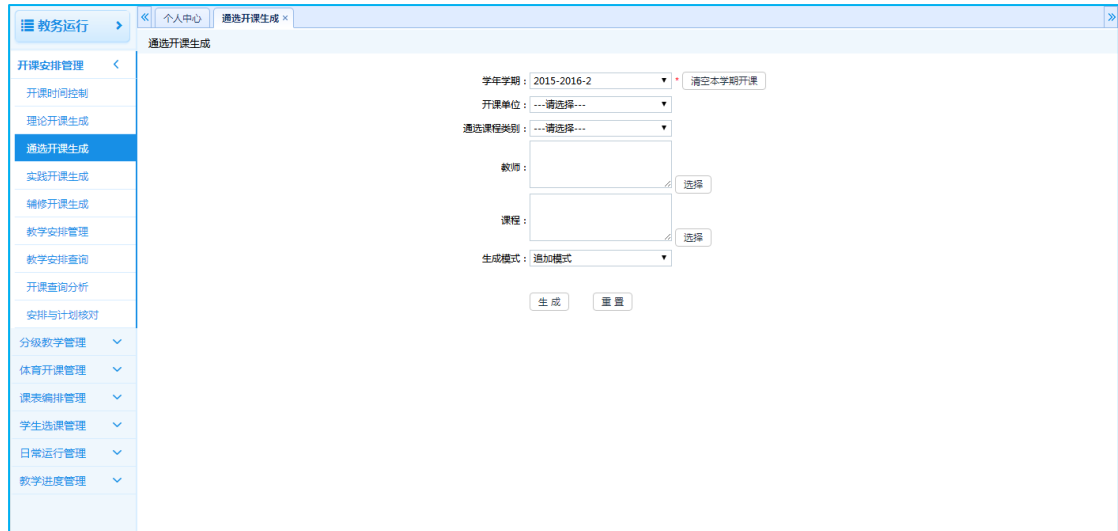 教务运行
个人中心
通选开课生成 ×
通选开课生成
开课安排管理
开课时间控制
理论开课生成
通选开课生成
实践开课生成
辅修开课生成
教学安排管理
教学安排查询
开课查询分析
安排与计划核对
分级教学管理
体育开课管理
课表编排管理
学生选课管理
日常运行管理
教学进度管理
学年学期： 2015-2016-2 * 清空本学期开课
开课单位： ---请选择---
通选课程类别： ---请选择---
教师： 选择
课程： 选择
生成模式： 追加模式
生 成 重 置